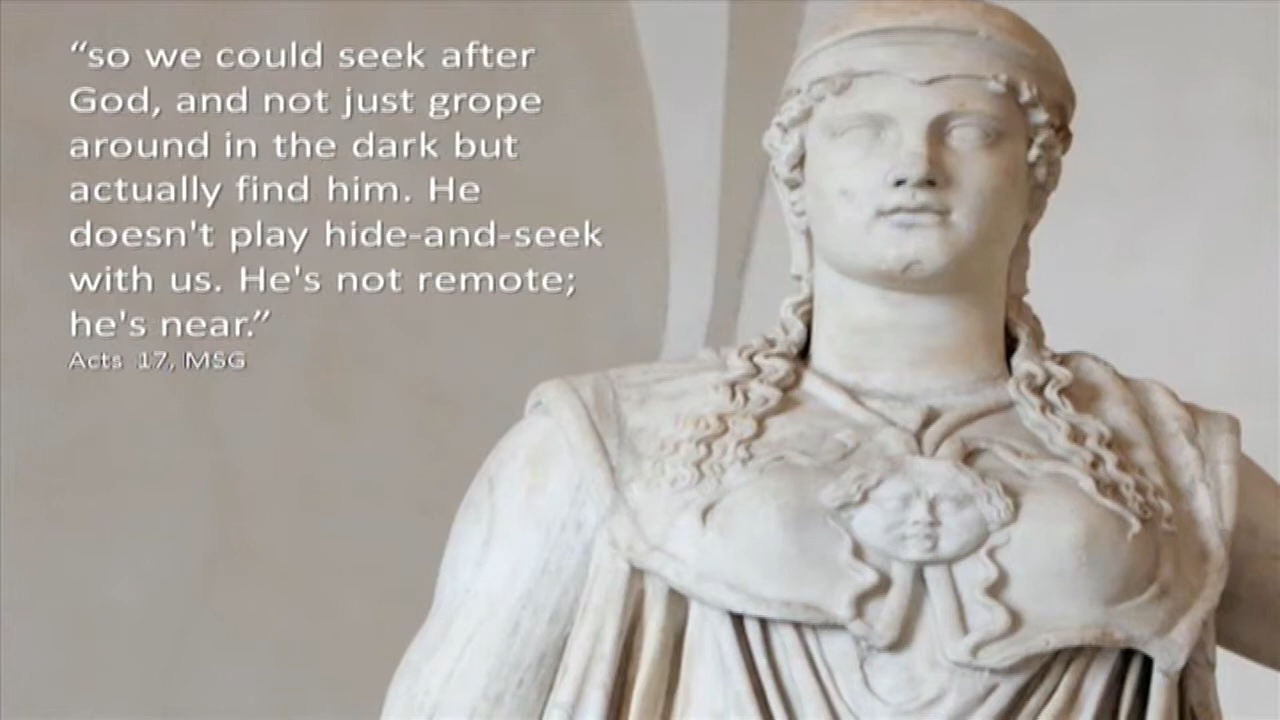 “so we could seek after
God, and not just grope
around in the dark but
actually find him. He
doesn't play hide-and-seek
with us. He's not remote;
he's near.”
Acts 17, MSG